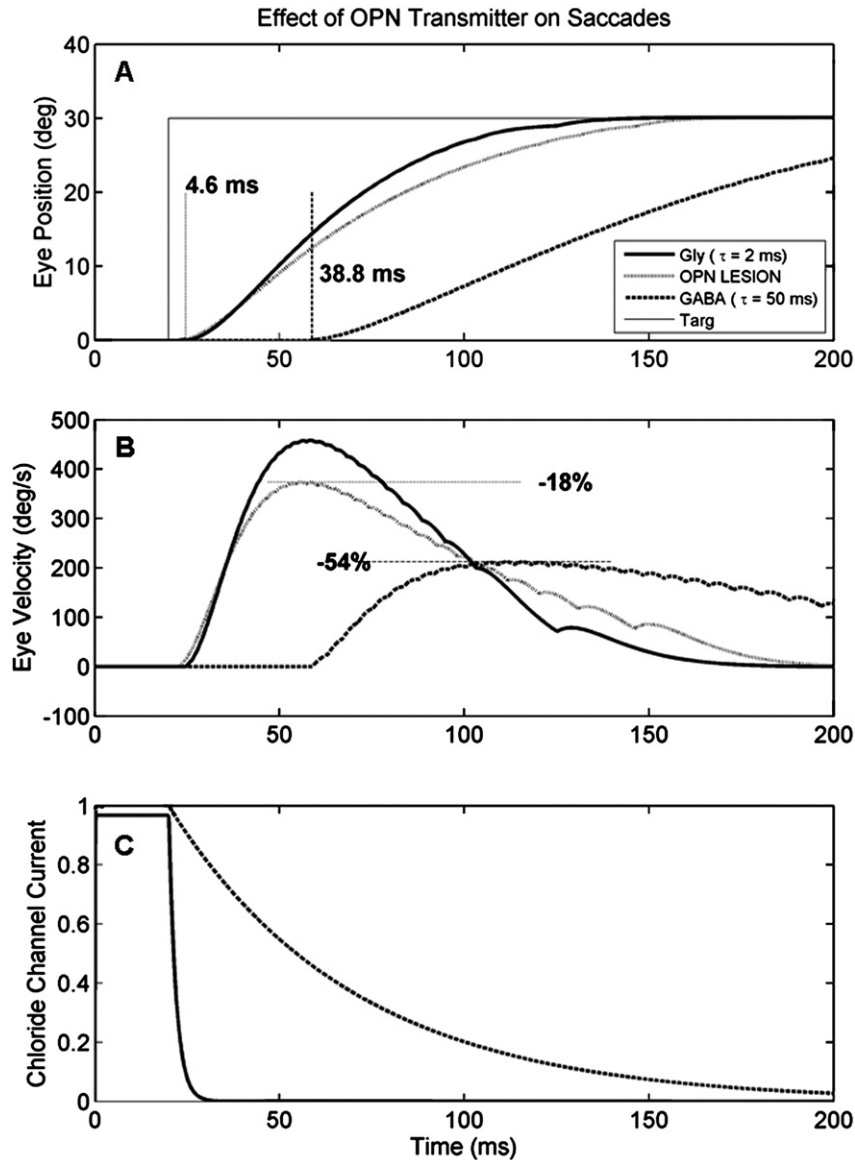 Effect of OPN Transmitter on Saccades
A
Eye Position (deg)
40
30
20
10
0
4.6 ms
38.8 ms
Gly ( τ = 2 ms)
OPN LESION
GABA ( τ = 50 ms)
Targ
0 50 100 150 200
B
Eye Velocity (deg/s)
500
400
300
200
100
0
-100
-18%
-54%
0 50 100 150 200
C
Chloride Channel Current
1
0.8
0.6
0.4
0.2
0
0 50 100 150 200
Time (ms)